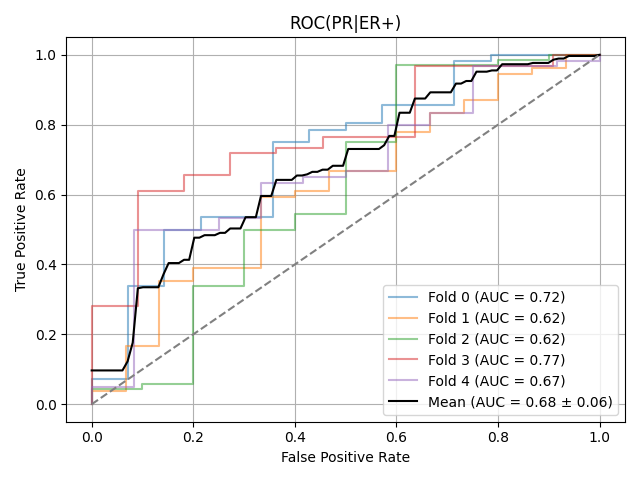 ROC(PR|ER+)
True Positive Rate
1.0
0.8
0.6
0.4
0.2
0.0
Fold 0 (AUC = 0.72)
Fold 1 (AUC = 0.62)
Fold 2 (AUC = 0.62)
Fold 3 (AUC = 0.77)
Fold 4 (AUC = 0.67)
Mean (AUC = 0.68 ± 0.06)
0.0 0.2 0.4 0.6 0.8 1.0
False Positive Rate